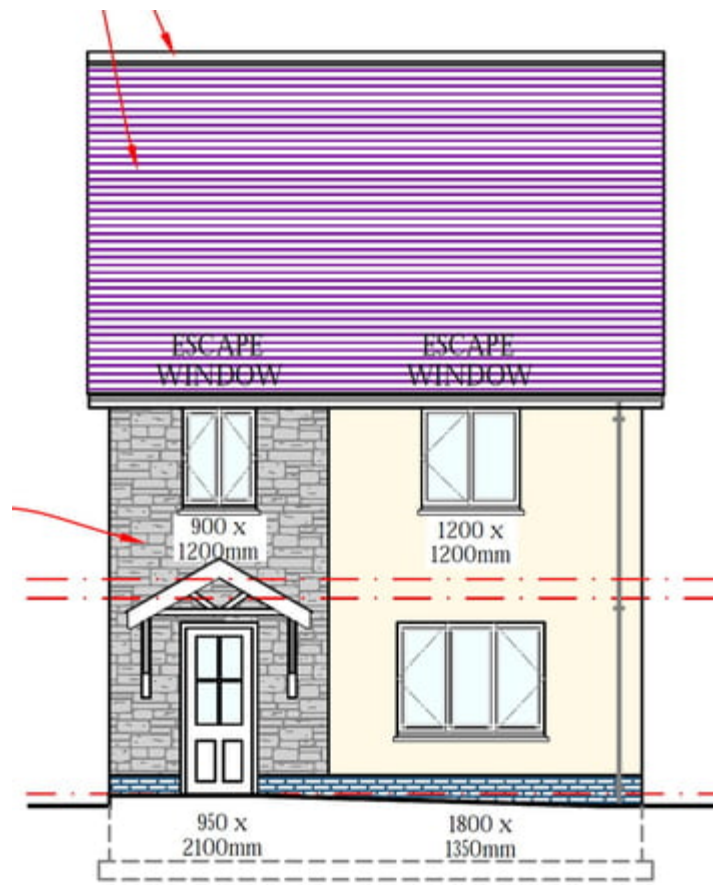 ESCAPE
WINDOW
ESCAPE
WINDOW
900 x
1200mm
1200 x
1200mm
950 x
2100mm
1800 x
1350mm